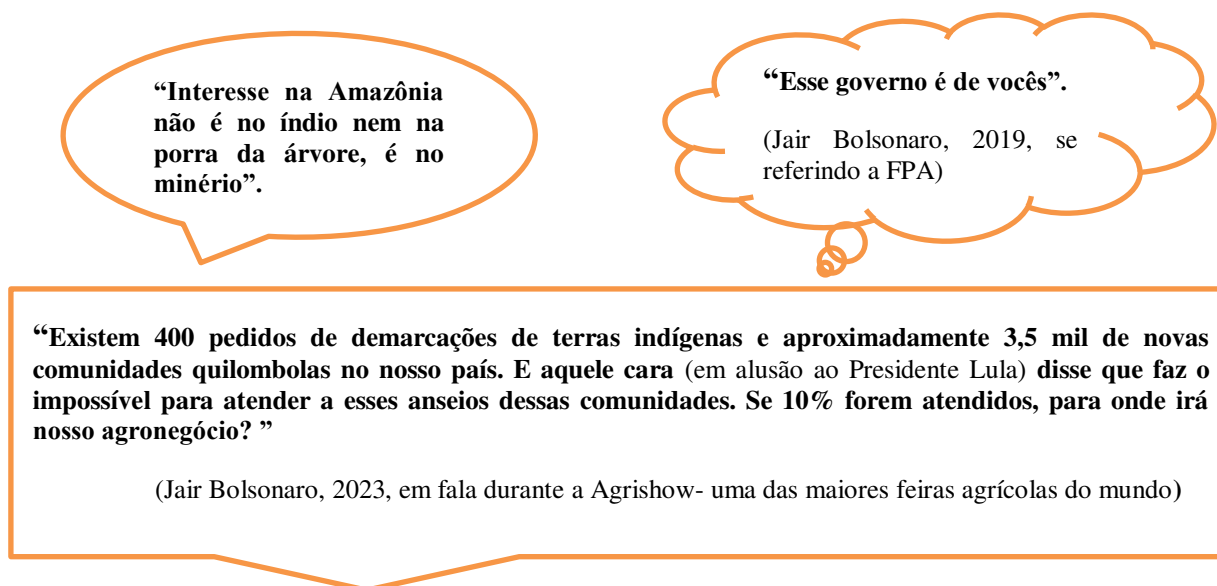 “Interesse na Amazônia
não é no índio nem na
porra da árvore, é no
minério”.
“Esse governo é de vocês”.
(Jair Bolsonaro, 2019, se
referindo a FPA)
“Existem 400 pedidos de demarcações de terras indígenas e aproximadamente 3,5 mil de novas
comunidades quilombolas no nosso país. E aquele cara (em alusão ao Presidente Lula) disse que faz o
impossível para atender a esses anseios dessas comunidades. Se 10% forem atendidos, para onde irá
nosso agronegócio? ”
(Jair Bolsonaro, 2023, em fala durante a Agrishow- uma das maiores feiras agrícolas do mundo)